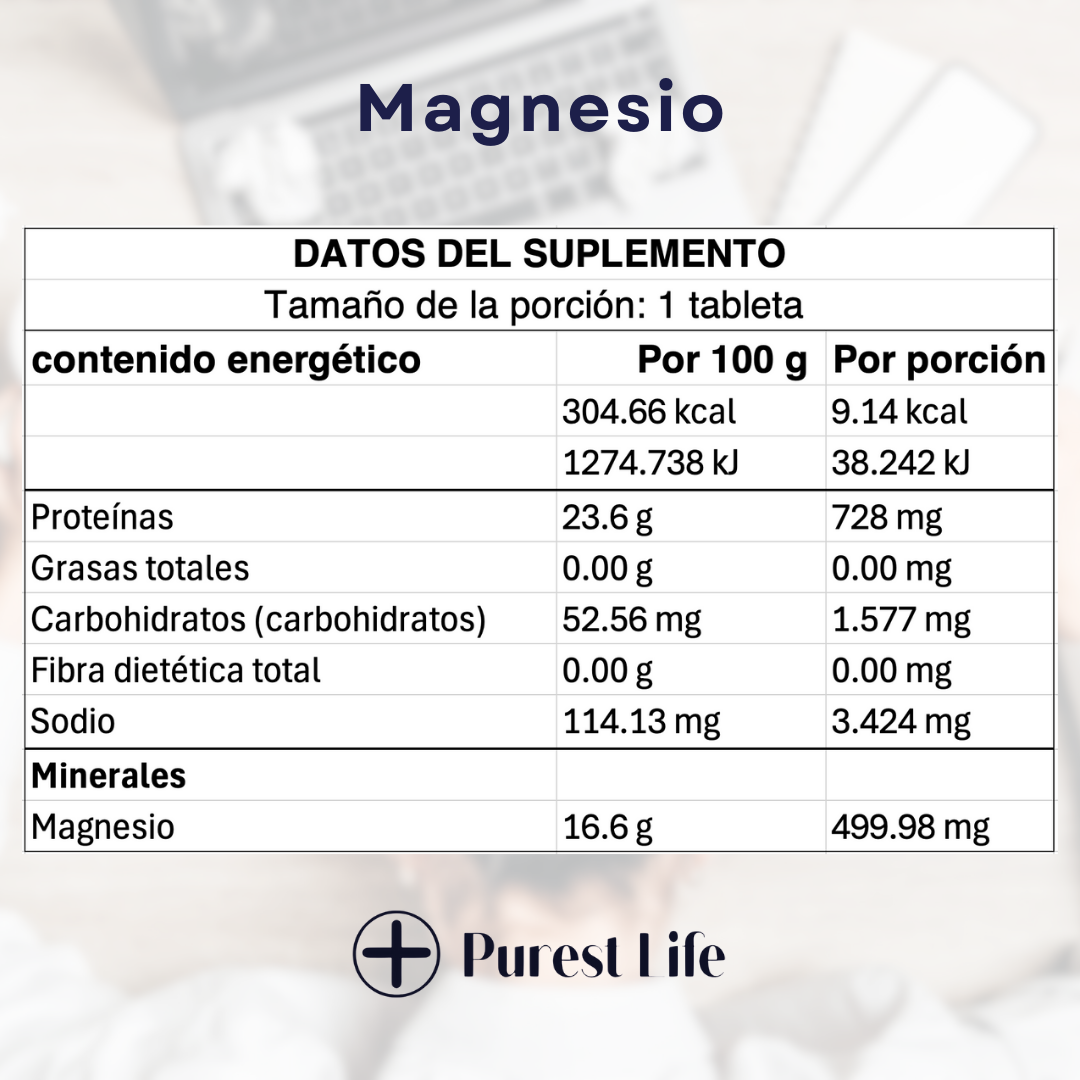 Magnesio
DATOS DEL SUPLEMENTO
Tamaño de la porción: 1 tableta
contenido energético Por 100 g Por porción
304.66 kcal 9.14 kcal
1274.738 kJ 38.242 kJ
Proteínas 23.6 g 728 mg
Grasas totales 0.00 g 0.00 mg
Carbohidratos (carbohidratos) 52.56 mg 1.577 mg
Fibra dietética total 0.00 g 0.00 mg
Sodio 114.13 mg 3.424 mg
Minerales
Magnesio 16.6 g 499.98 mg
Purest Life